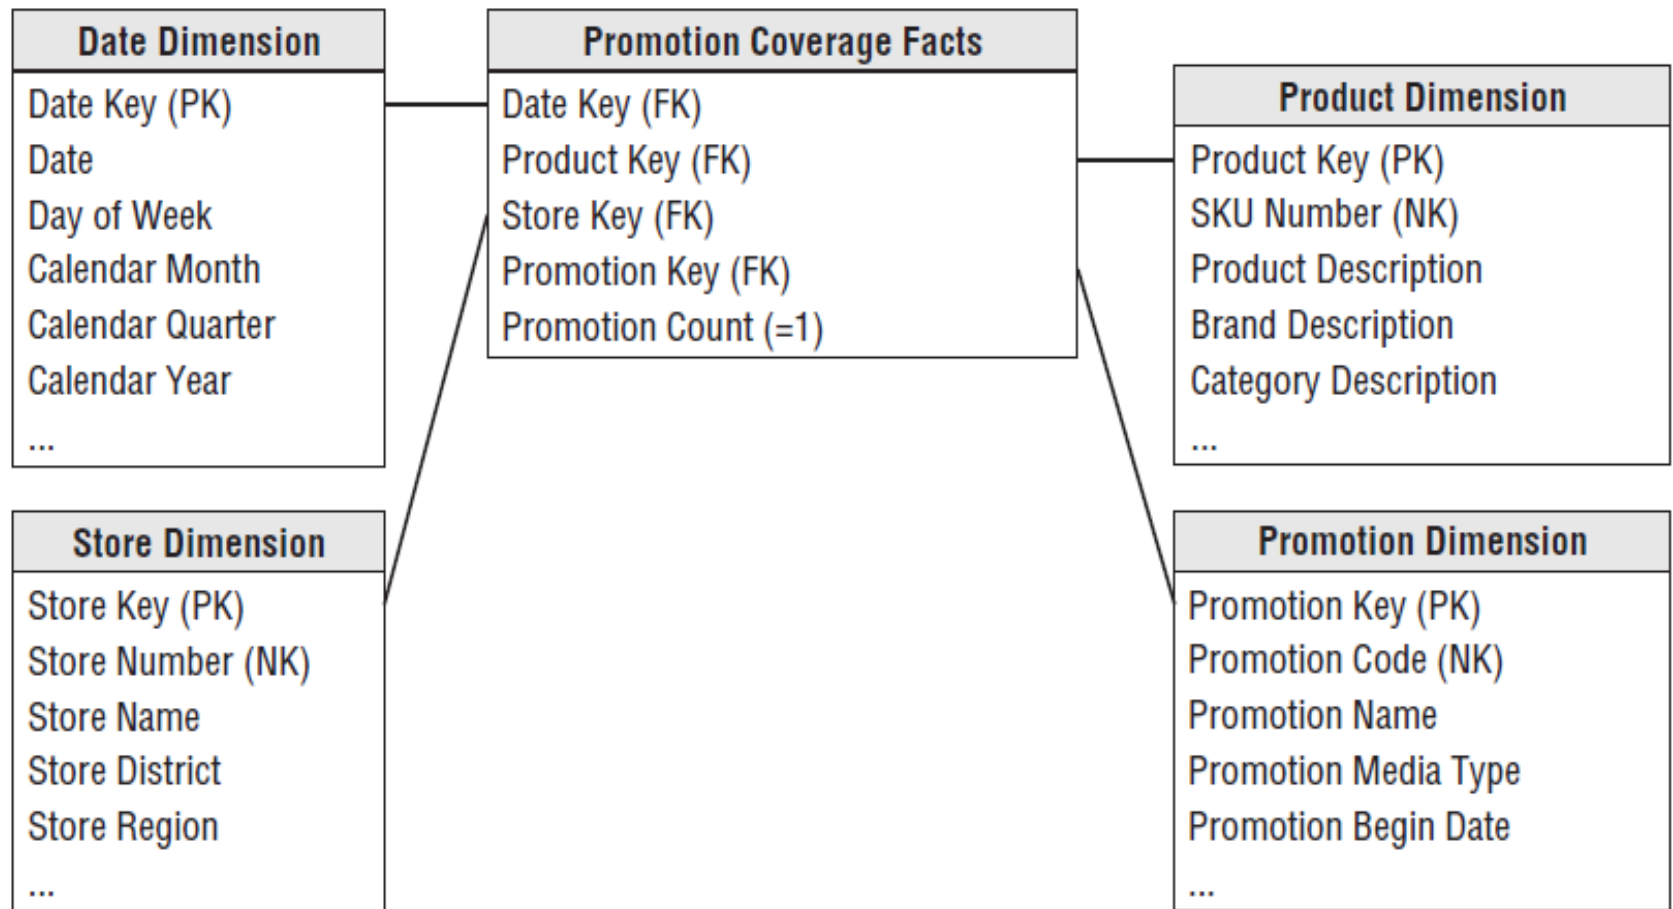 Date Dimension
Date Key (PK)
Date
Day of Week
Calendar Month
Calendar Quarter
Calendar Year
...
Promotion Coverage Facts
Date Key (FK)
Product Key (FK)
Store Key (FK)
Promotion Key (FK)
Promotion Count (=1)
Product Dimension
Product Key (PK)
SKU Number (NK)
Product Description
Brand Description
Category Description
...
Store Dimension
Store Key (PK)
Store Number (NK)
Store Name
Store District
Store Region
...
Promotion Dimension
Promotion Key (PK)
Promotion Code (NK)
Promotion Name
Promotion Media Type
Promotion Begin Date
...